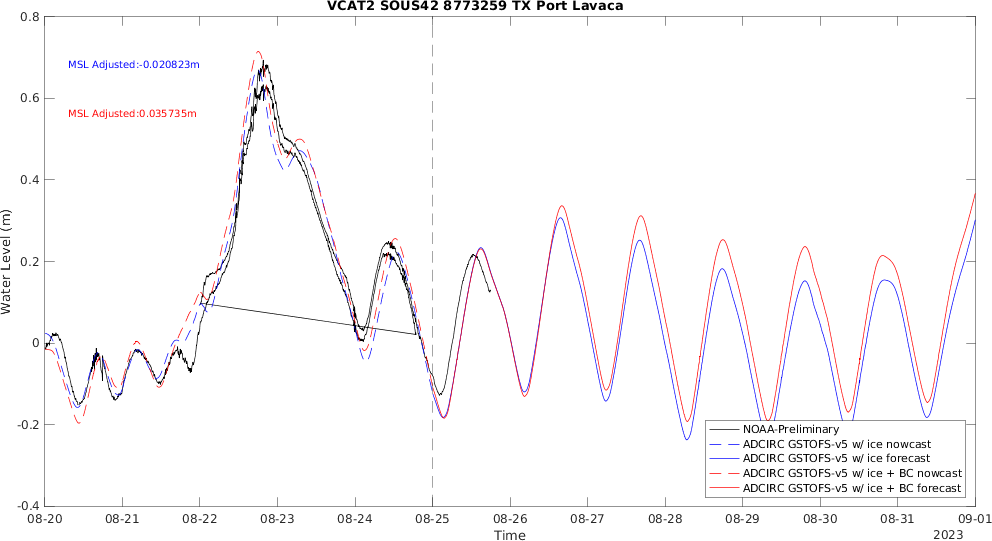 VCAT2 SOUS42 8773259 TX Port Lavaca
MSL Adjusted:-0.020823m
MSL Adjusted:0.035735m
Water Level (m)
0.8
0.6
0.4
0.2
0
-0.2
-0.4
NOAA-Preliminary
ADCIRC GSTOFS-v5 w/ ice nowcast
ADCIRC GSTOFS-v5 w/ ice forecast
ADCIRC GSTOFS-v5 w/ ice + BC nowcast
ADCIRC GSTOFS-v5 w/ ice + BC forecast
08-20 08-21 08-22 08-23 08-24 08-25 08-26 08-27 08-28 08-29 08-30 08-31 09-01
Time
2023